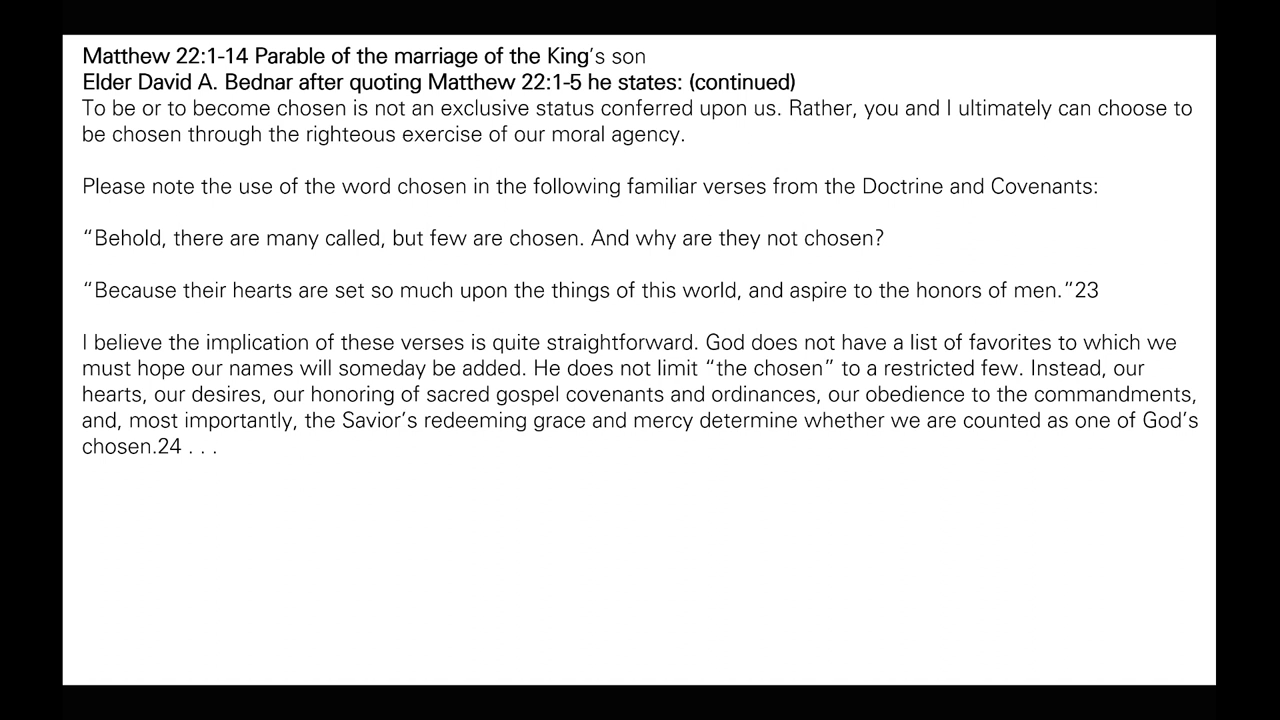 Matthew 22:1-14 Parable of the marriage of the King's son
Elder David A. Bednar after quoting Matthew 22:1-5 he states: (continued)
To be or to become chosen is not an exclusive status conferred upon us. Rather, you and I ultimately can choose to
be chosen through the righteous exercise of our moral agency.
Please note the use of the word chosen in the following familiar verses from the Doctrine and Covenants:
“Behold, there are many called, but few are chosen. And why are they not chosen?
“Because their hearts are set so much upon the things of this world, and aspire to the honors of men.”23
I believe the implication of these verses is quite straightforward. God does not have a list of favorites to which we
must hope our names will someday be added. He does not limit “the chosen” to a restricted few. Instead, our
hearts, our desires, our honoring of sacred gospel covenants and ordinances, our obedience to the commandments,
and, most importantly, the Savior’s redeeming grace and mercy determine whether we are counted as one of God’s
chosen.24 . . .